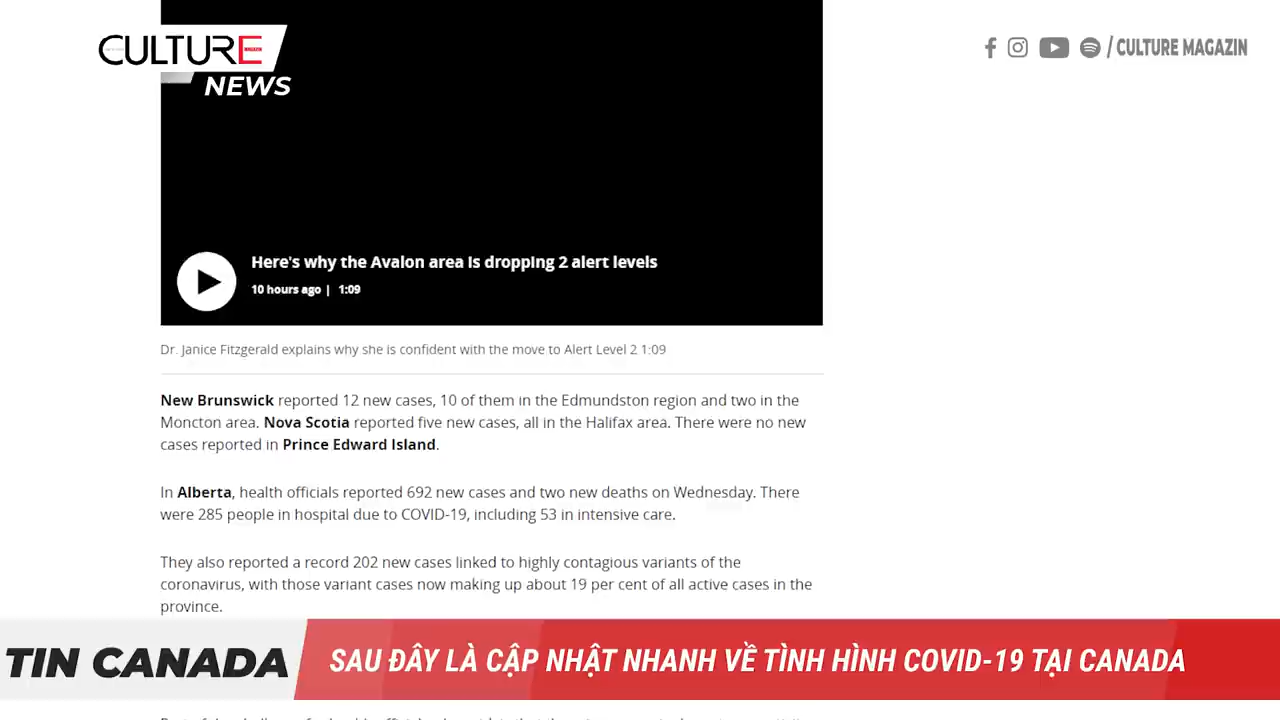 CULTURE
NEWS
/ CULTURE MAGAZIN
Here's why the Avalon area is dropping 2 alert levels
10 hours ago | 1:09
Dr. Janice Fitzgerald explains why she is confident with the move to Alert Level 2 1:09
New Brunswick reported 12 new cases, 10 of them in the Edmundston region and two in the
Moncton area. Nova Scotia reported five new cases, all in the Halifax area. There were no new
cases reported in Prince Edward Island.
In Alberta, health officials reported 692 new cases and two new deaths on Wednesday. There
were 285 people in hospital due to COVID-19, including 53 in intensive care.
They also reported a record 202 new cases linked to highly contagious variants of the
coronavirus, with those variant cases now making up about 19 per cent of all active cases in the
province.
TIN CANADA
SAU ĐÂY LÀ CẬP NHẬT NHANH VỀ TÌNH HÌNH COVID-19 TẠI CANADA